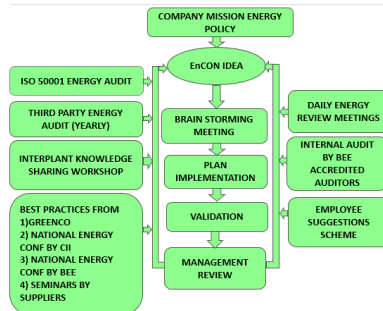 COMPANY MISSION ENERGY
POLICY
EnCON IDEA
ISO 50001 ENERGY AUDIT
THIRD PARTY ENERGY
AUDIT (YEARLY)
INTERPLANT KNOWLEDGE
SHARING WORKSHOP
BEST PRACTICES FROM
1)GREENCO
2) NATIONAL ENERGY
CONF BY CII
3) NATIONAL ENERGY
CONF BY BEE
4) SEMINARS BY
SUPPLIERS
BRAIN STORMING
MEETING
PLAN
IMPLEMENTATION
VALIDATION
MANAGEMENT
REVIEW
DAILY ENERGY
REVIEW MEETINGS
INTERNAL AUDIT
BY BEE
ACCREDITED
AUDITORS
EMPLOYEE
SUGGESTIONS
SCHEME